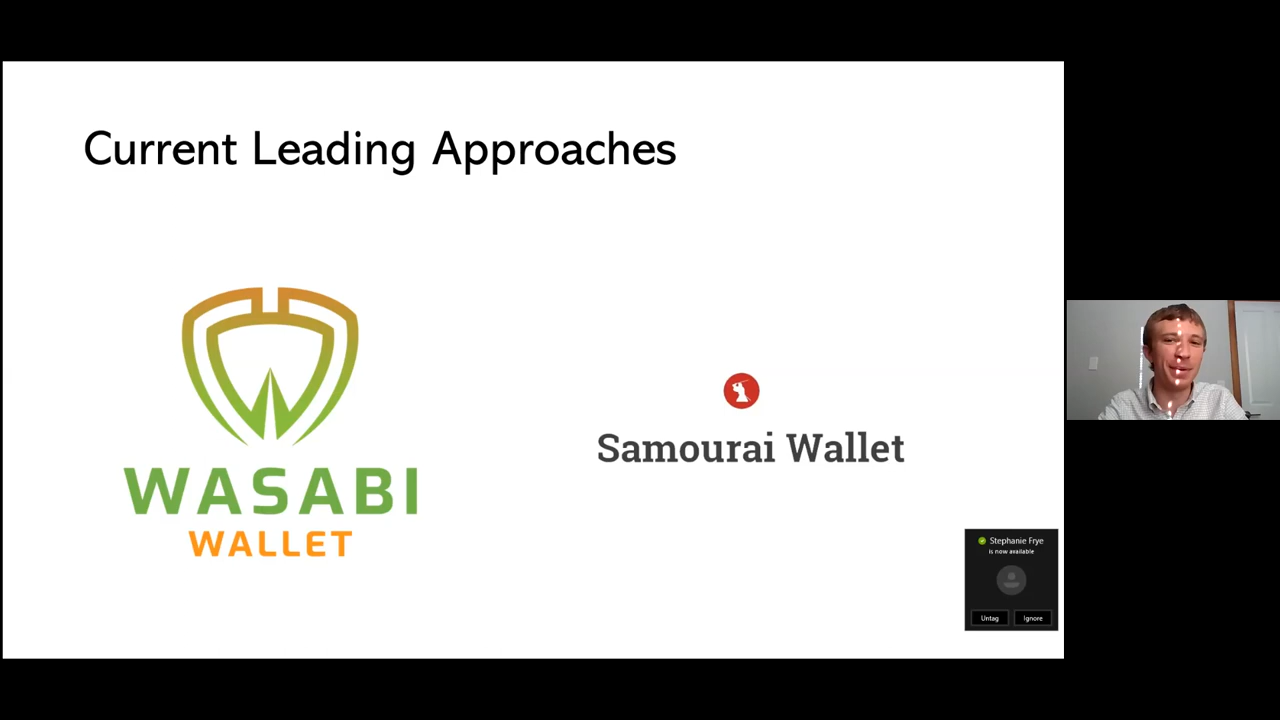 Current Leading Approaches
WASABI
WALLET
Samourai Wallet
Stephanie Frye
is now available
Untag
Ignore